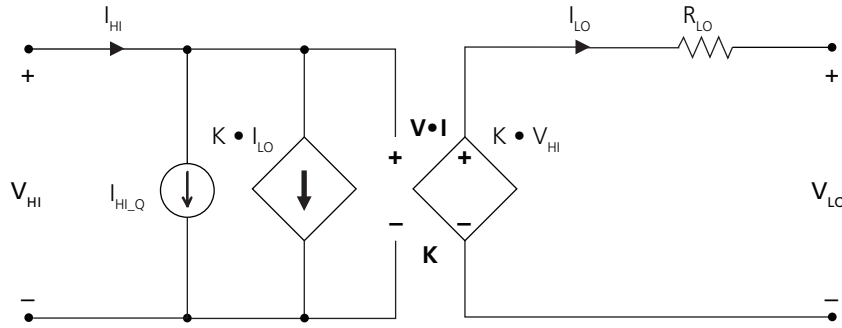 I_HI
I_LO
R_LO
+
+
K • I_LO
V•I
K • V_HI
+
+
V_HI
I_HI_Q
V_LO
–
–
K
–
–